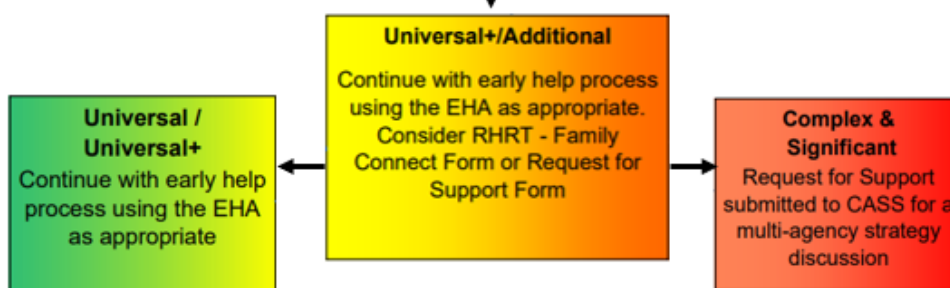 Universal+/Additional
Continue with early help process
using the EHA as appropriate.
Consider RHRT - Family
Connect Form or Request for
Support Form
Universal /
Universal+
Continue with early help
process using the EHA
as appropriate
Complex &
Significant
Request for Support
submitted to CASS for a
multi-agency strategy
discussion